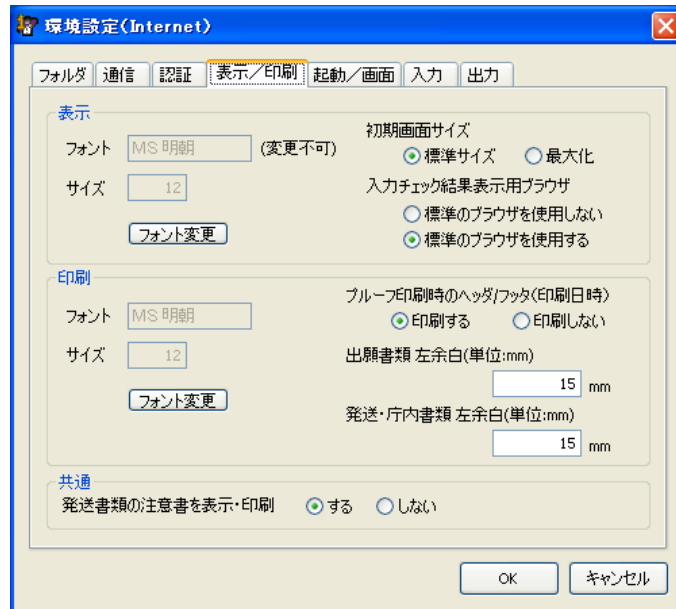 環境設定(Internet)
フォルダ 通信 認証 表示／印刷 起動／画面 入力 出力
表示
フォント MS 明朝 (変更不可)
サイズ 12
フォント変更
初期画面サイズ
標準サイズ 最大化
入力チェック結果表示用ブラウザ
標準のブラウザを使用しない
標準のブラウザを使用する
印刷
フォント MS 明朝
サイズ 12
フォント変更
プルーフ印刷時のヘッダ/フッタ(印刷日時)
印刷する 印刷しない
出願書類 左余白(単位:mm)
15 mm
発送・庁内書類 左余白(単位:mm)
15 mm
共通
発送書類の注意書を表示・印刷 する しない
OK キャンセル